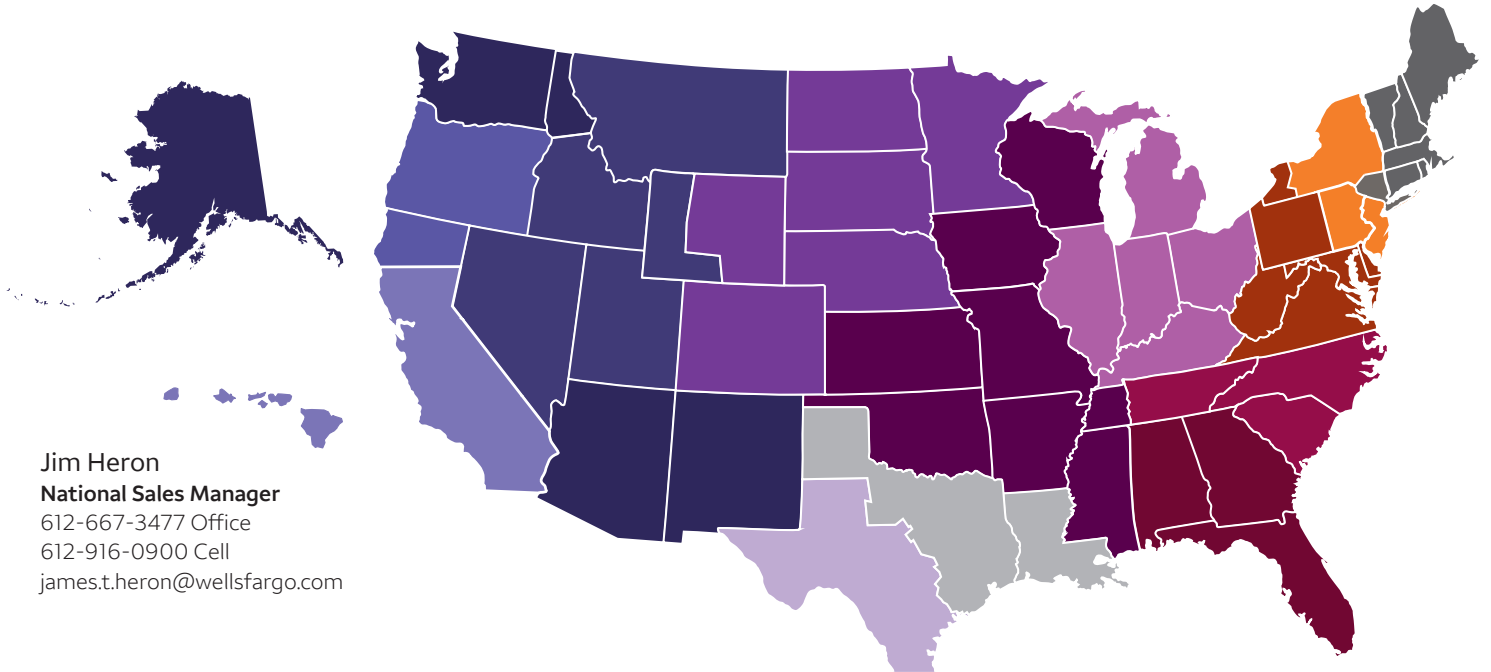 Jim Heron
National Sales Manager
612-667-3477 Office
612-916-0900 Cell
james.t.heron@wellsfargo.com